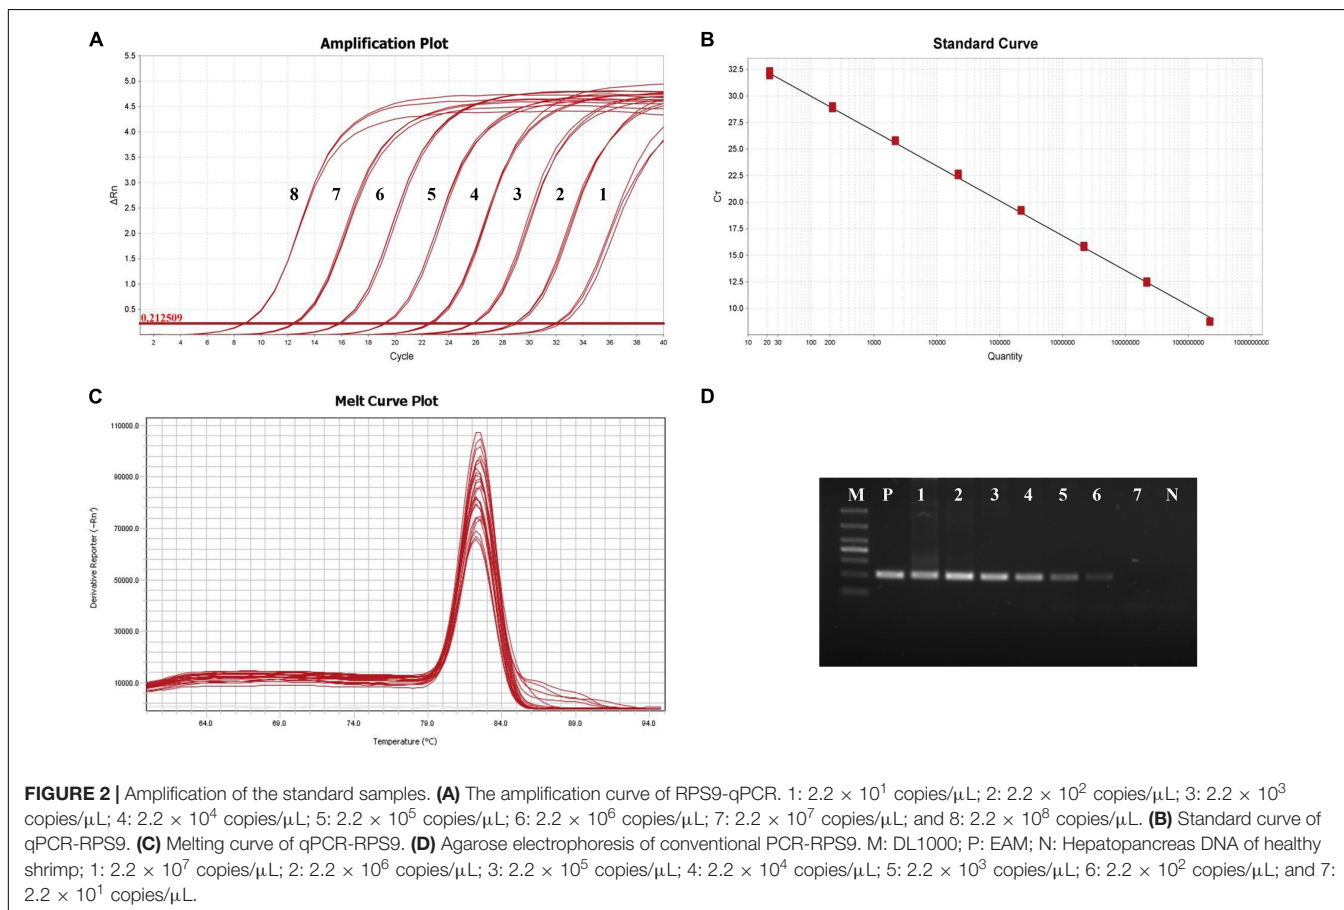 A
Amplification Plot
5.5
5.0
4.5
4.0
3.5
3.0
2.5
2.0
1.5
1.0
0.5
ΔRn
8 7 6 5 4 3 2 1
0.212509
2 4 6 8 10 12 14 16 18 20 22 24 26 28 30 32 34 36 38 40
Cycle
B
Standard Curve
32.5
30.0
27.5
25.0
22.5
20.0
17.5
15.0
12.5
10.0
CT
10 20 30 100 200 1000 10000 100000 1000000 10000000 100000000 1000000000
Quantity
C
Melt Curve Plot
110000.0
90000.0
70000.0
50000.0
30000.0
10000.0
Derivative Reporter (-Rn')
64.0 69.0 74.0 79.0 84.0 89.0 94.0
Temperature (°C)
D
M P 1 2 3 4 5 6 7 N
FIGURE 2 | Amplification of the standard samples. (A) The amplification curve of RPS9-qPCR. 1: 2.2 × 10¹ copies/μL; 2: 2.2 × 10² copies/μL; 3: 2.2 × 10³
copies/μL; 4: 2.2 × 10⁴ copies/μL; 5: 2.2 × 10⁵ copies/μL; 6: 2.2 × 10⁶ copies/μL; 7: 2.2 × 10⁷ copies/μL; and 8: 2.2 × 10⁸ copies/μL. (B) Standard curve of
qPCR-RPS9. (C) Melting curve of qPCR-RPS9. (D) Agarose electrophoresis of conventional PCR-RPS9. M: DL1000; P: EAM; N: Hepatopancreas DNA of healthy
shrimp; 1: 2.2 × 10⁷ copies/μL; 2: 2.2 × 10⁶ copies/μL; 3: 2.2 × 10⁵ copies/μL; 4: 2.2 × 10⁴ copies/μL; 5: 2.2 × 10³ copies/μL; 6: 2.2 × 10² copies/μL; and 7:
2.2 × 10¹ copies/μL.